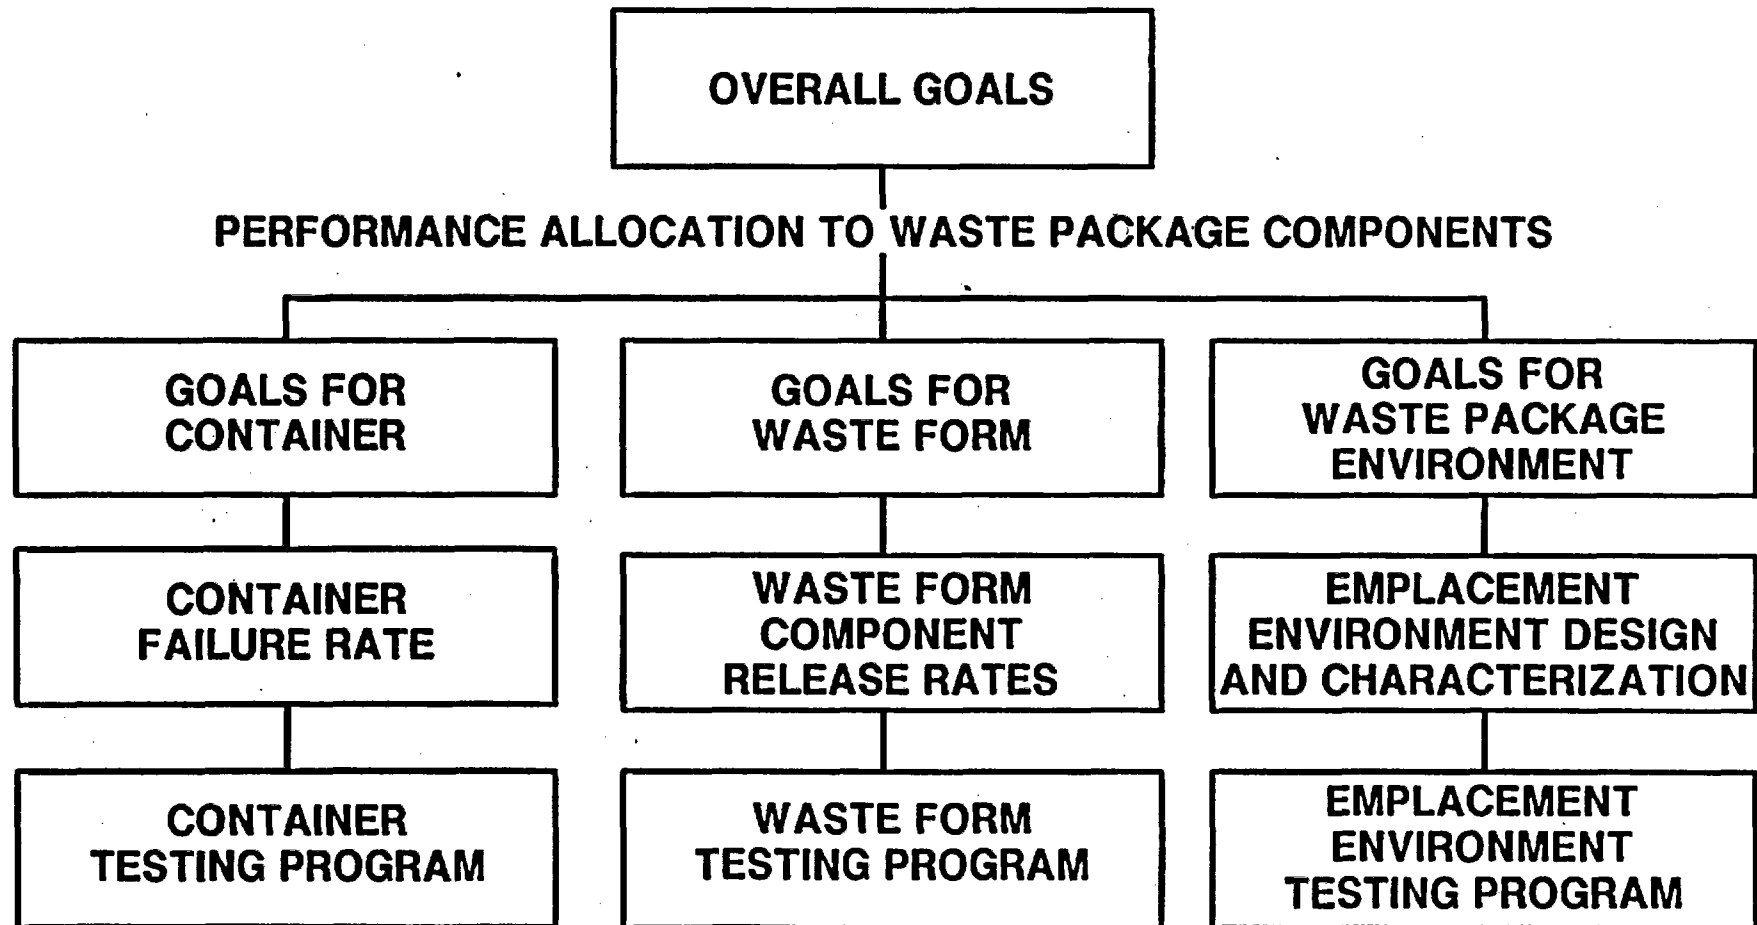 OVERALL GOALS
PERFORMANCE ALLOCATION TO WASTE PACKAGE COMPONENTS
GOALS FOR
CONTAINER
GOALS FOR
WASTE FORM
GOALS FOR
WASTE PACKAGE
ENVIRONMENT
CONTAINER
FAILURE RATE
WASTE FORM
COMPONENT
RELEASE RATES
EMPLACEMENT
ENVIRONMENT DESIGN
AND CHARACTERIZATION
CONTAINER
TESTING PROGRAM
WASTE FORM
TESTING PROGRAM
EMPLACEMENT
ENVIRONMENT
TESTING PROGRAM